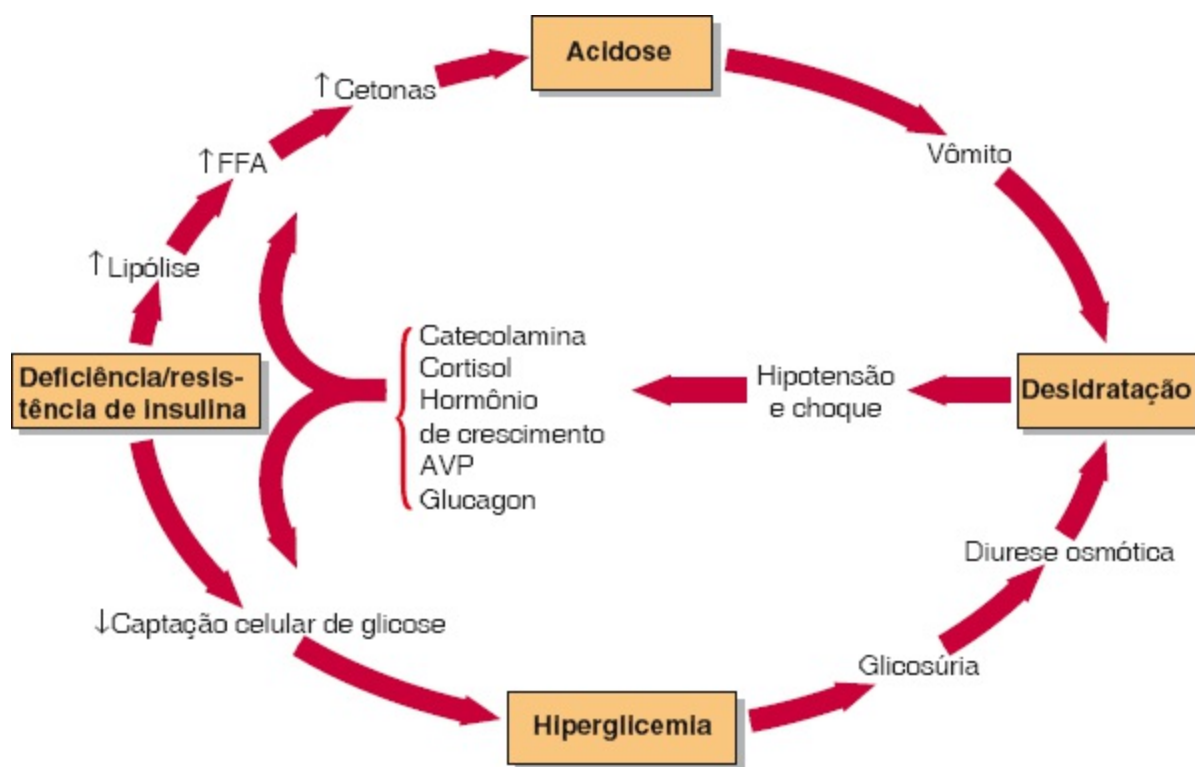 Acidose
↑Cetonas
Vômito
↑FFA
↑Lipólise
Deficiência/resis-
tência de insulina
Catecolamina
Cortisol
Hormônio
de crescimento
AVP
Glucagon
Hipotensão
e choque
Desidratação
Diurese osmótica
↓Captação celular de glicose
Glicosúria
Hiperglicemia